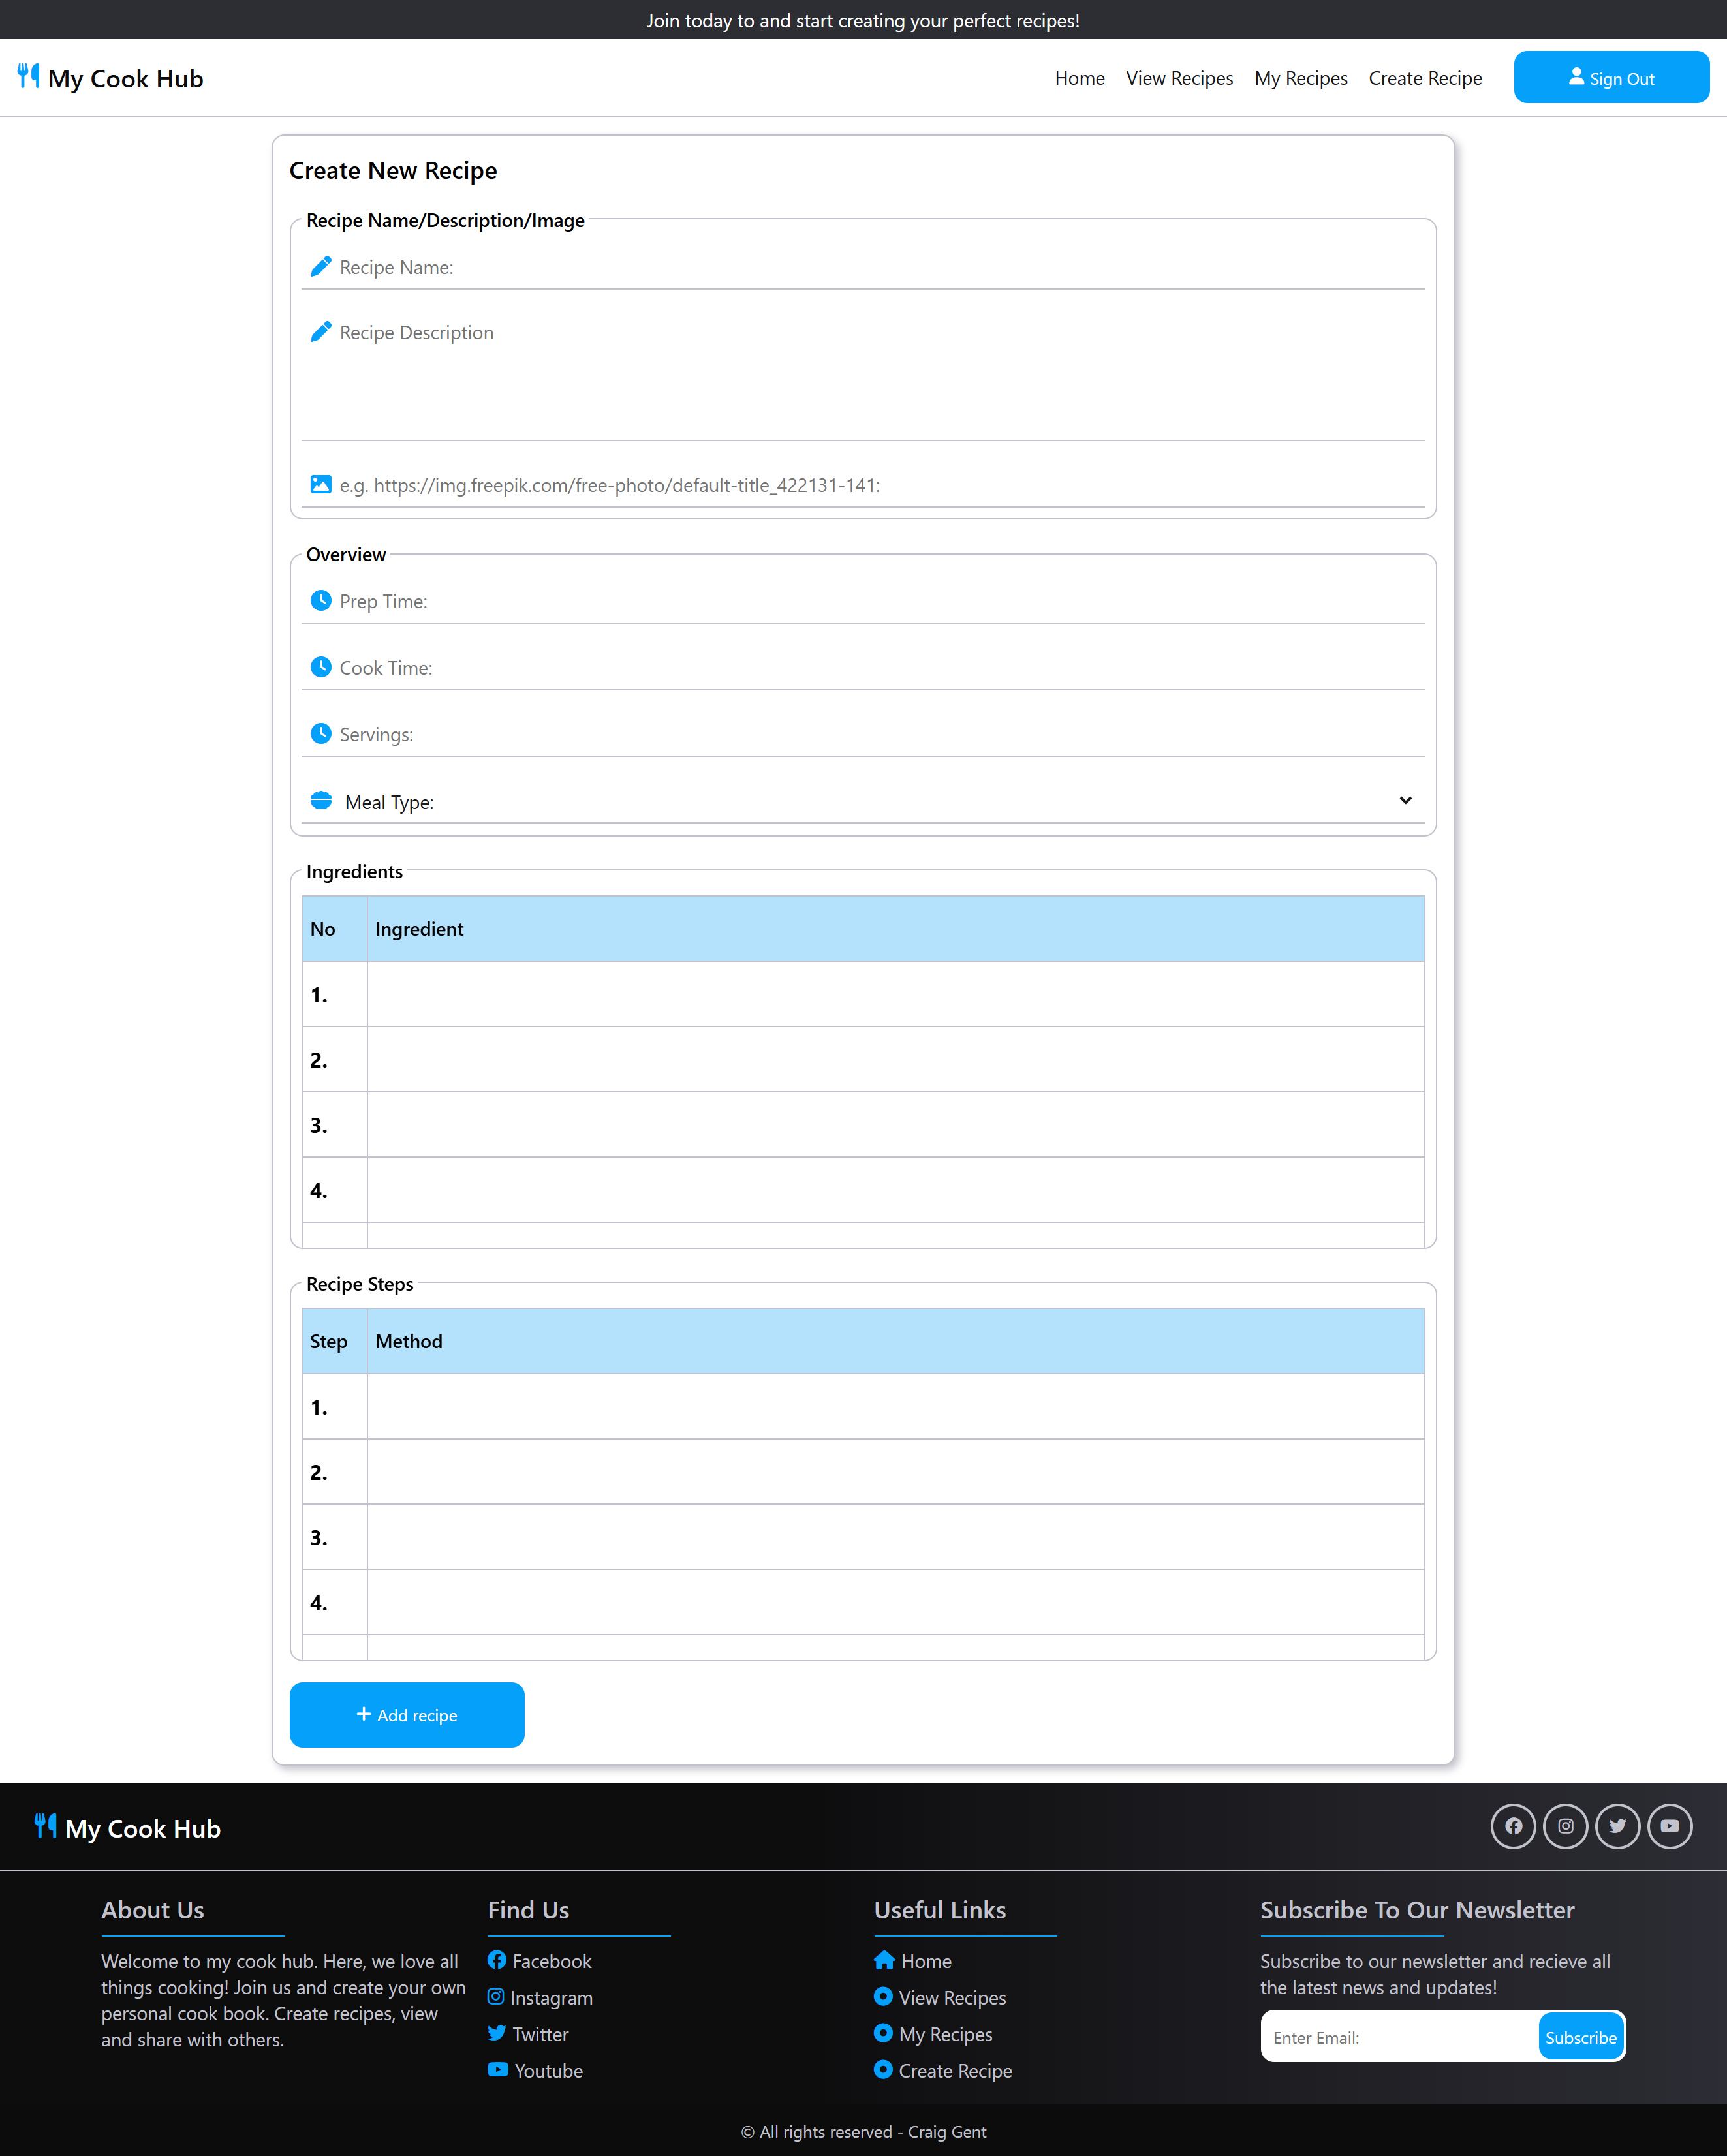 Join today to and start creating your perfect recipes!
My Cook Hub
Home View Recipes My Recipes Create Recipe Sign Out
Create New Recipe
Recipe Name/Description/Image
Recipe Name:
Recipe Description
e.g. https://img.freepik.com/free-photo/default-title_422131-141:
Overview
Prep Time:
Cook Time:
Servings:
Meal Type:
Ingredients
No Ingredient
1.
2.
3.
4.
Recipe Steps
Step Method
1.
2.
3.
4.
+ Add recipe
My Cook Hub
About Us
Welcome to my cook hub. Here, we love all
things cooking! Join us and create your own
personal cook book. Create recipes, view
and share with others.
Find Us
Facebook
Instagram
Twitter
Youtube
Useful Links
Home
View Recipes
My Recipes
Create Recipe
Subscribe To Our Newsletter
Subscribe to our newsletter and recieve all
the latest news and updates!
Enter Email: Subscribe
© All rights reserved - Craig Gent